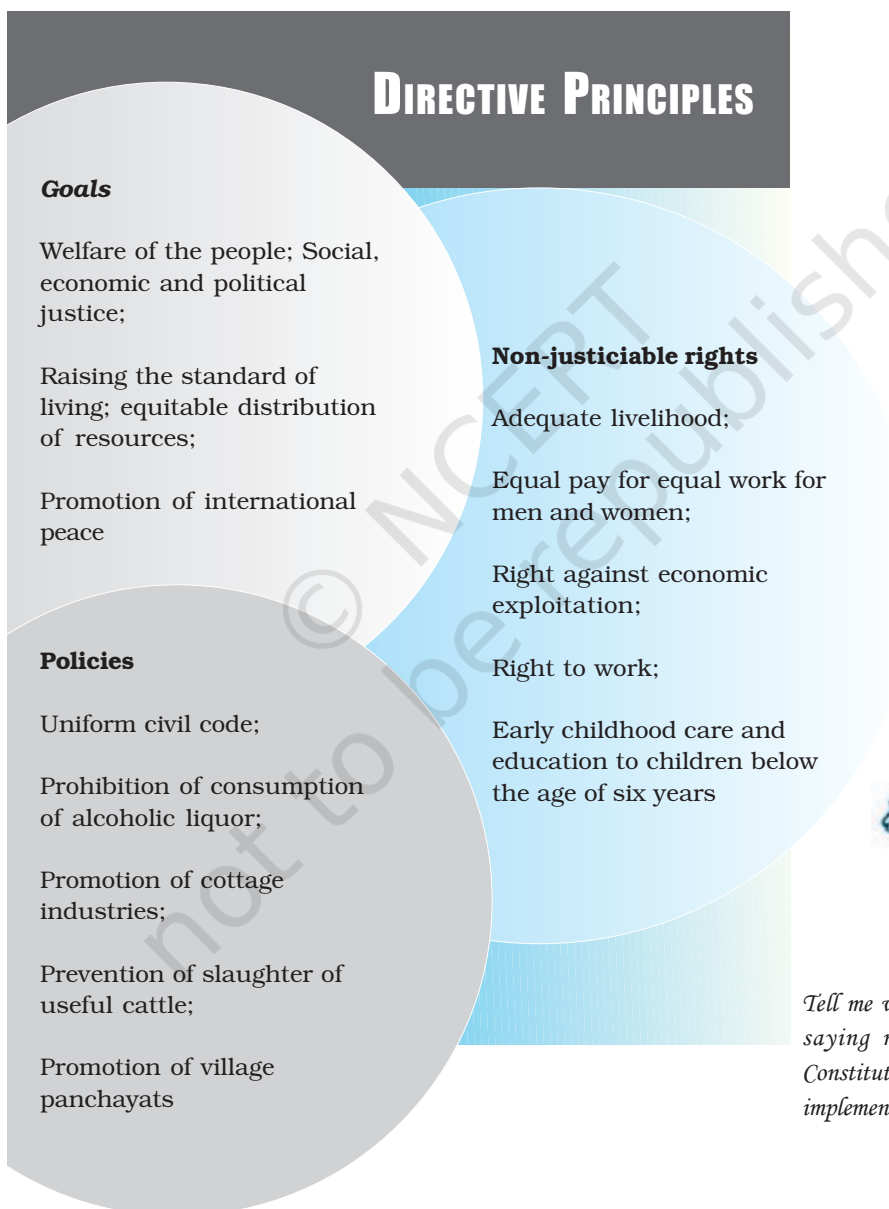 DIRECTIVE PRINCIPLES
Goals
Welfare of the people; Social,
economic and political
justice;
Raising the standard of
living; equitable distribution
of resources;
Promotion of international
peace
Non-justiciable rights
Adequate livelihood;
Equal pay for equal work for
men and women;
Right against economic
exploitation;
Right to work;
Early childhood care and
education to children below
the age of six years
Policies
Uniform civil code;
Prohibition of consumption
of alcoholic liquor;
Promotion of cottage
industries;
Prevention of slaughter of
useful cattle;
Promotion of village
panchayats
Tell me
saying
© NCERT
not to be